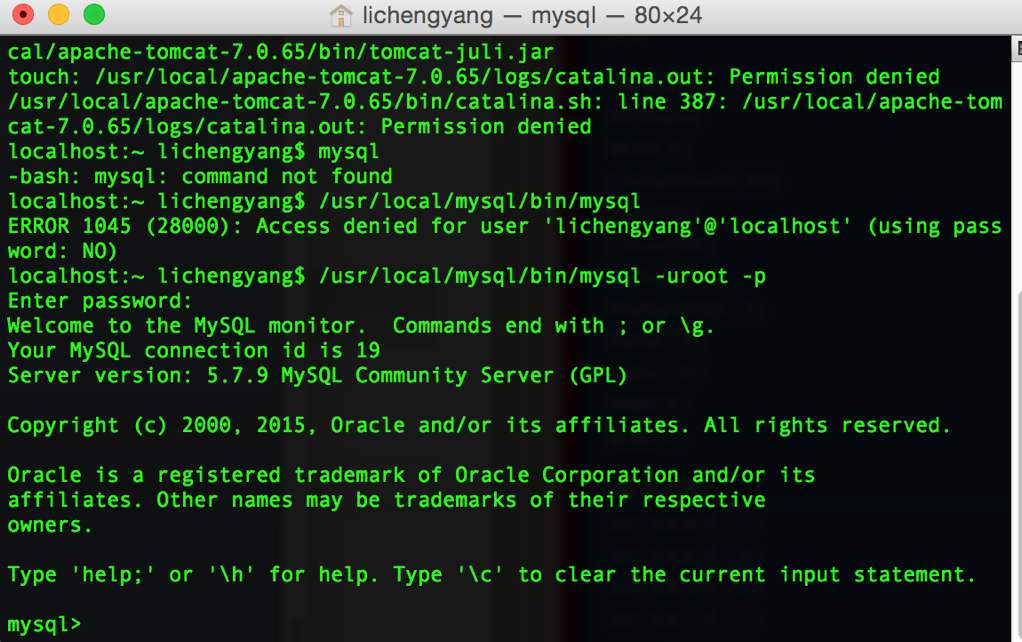 lichengyang — mysql — 80×24
cal/apache-tomcat-7.0.65/bin/tomcat-juli.jar
touch: /usr/local/apache-tomcat-7.0.65/logs/catalina.out: Permission denied
/usr/local/apache-tomcat-7.0.65/bin/catalina.sh: line 387: /usr/local/apache-tom
cat-7.0.65/logs/catalina.out: Permission denied
localhost:~ lichengyang$ mysql
-bash: mysql: command not found
localhost:~ lichengyang$ /usr/local/mysql/bin/mysql
ERROR 1045 (28000): Access denied for user 'lichengyang'@'localhost' (using pass
word: NO)
localhost:~ lichengyang$ /usr/local/mysql/bin/mysql -uroot -p
Enter password:
Welcome to the MySQL monitor.  Commands end with ; or \g.
Your MySQL connection id is 19
Server version: 5.7.9 MySQL Community Server (GPL)
Copyright (c) 2000, 2015, Oracle and/or its affiliates. All rights reserved.
Oracle is a registered trademark of Oracle Corporation and/or its
affiliates. Other names may be trademarks of their respective
owners.
Type 'help;' or '\h' for help. Type '\c' to clear the current input statement.
mysql>